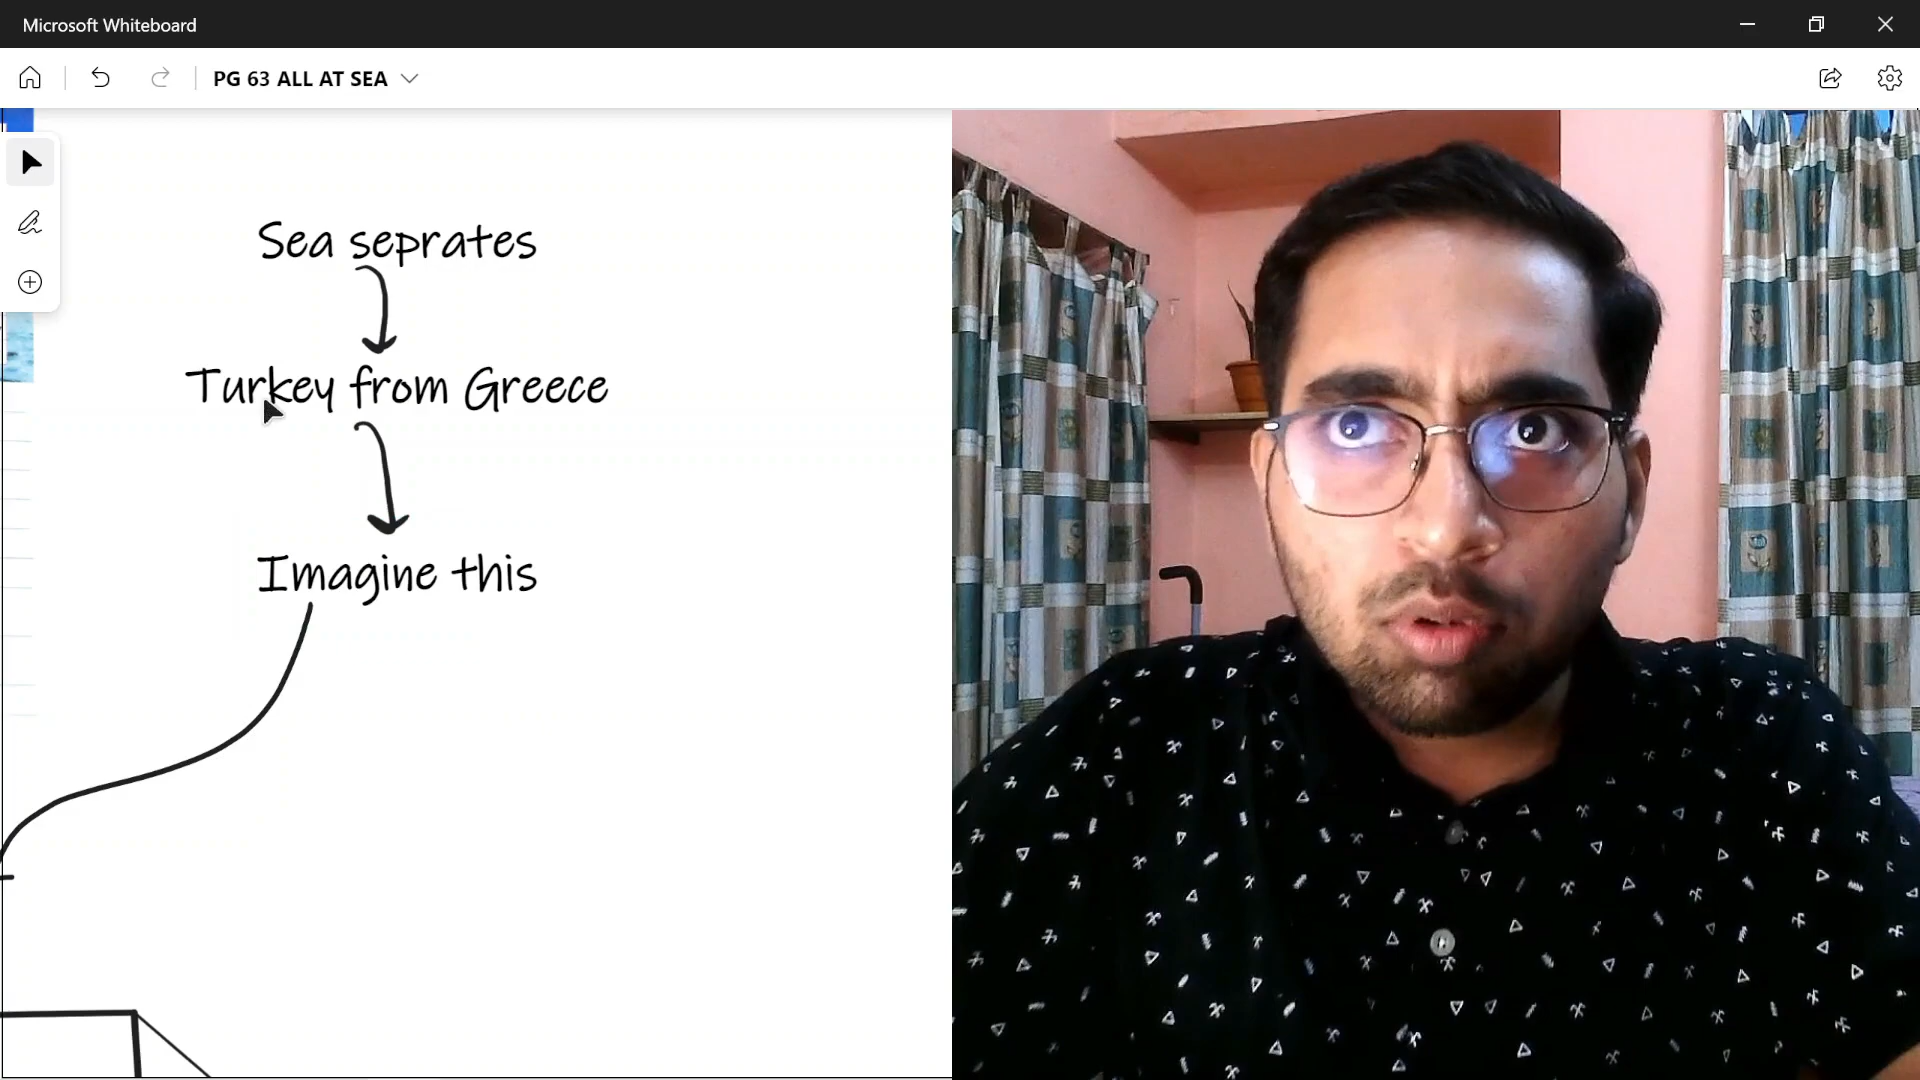 Microsoft Whiteboard
PG 63 ALL AT SEA
Sea seprates
Turkey from Greece
Imagine this